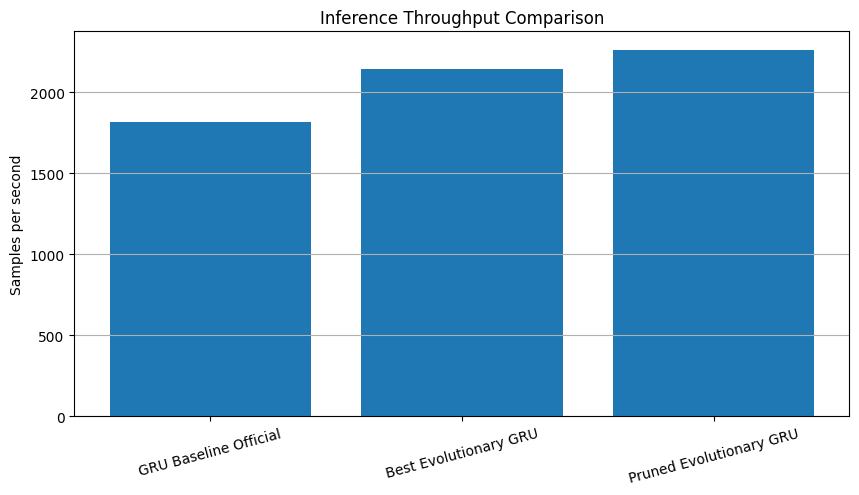 Inference Throughput Comparison
Samples per second
2000
1500
1000
500
0
GRU Baseline Official
Best Evolutionary GRU
Pruned Evolutionary GRU